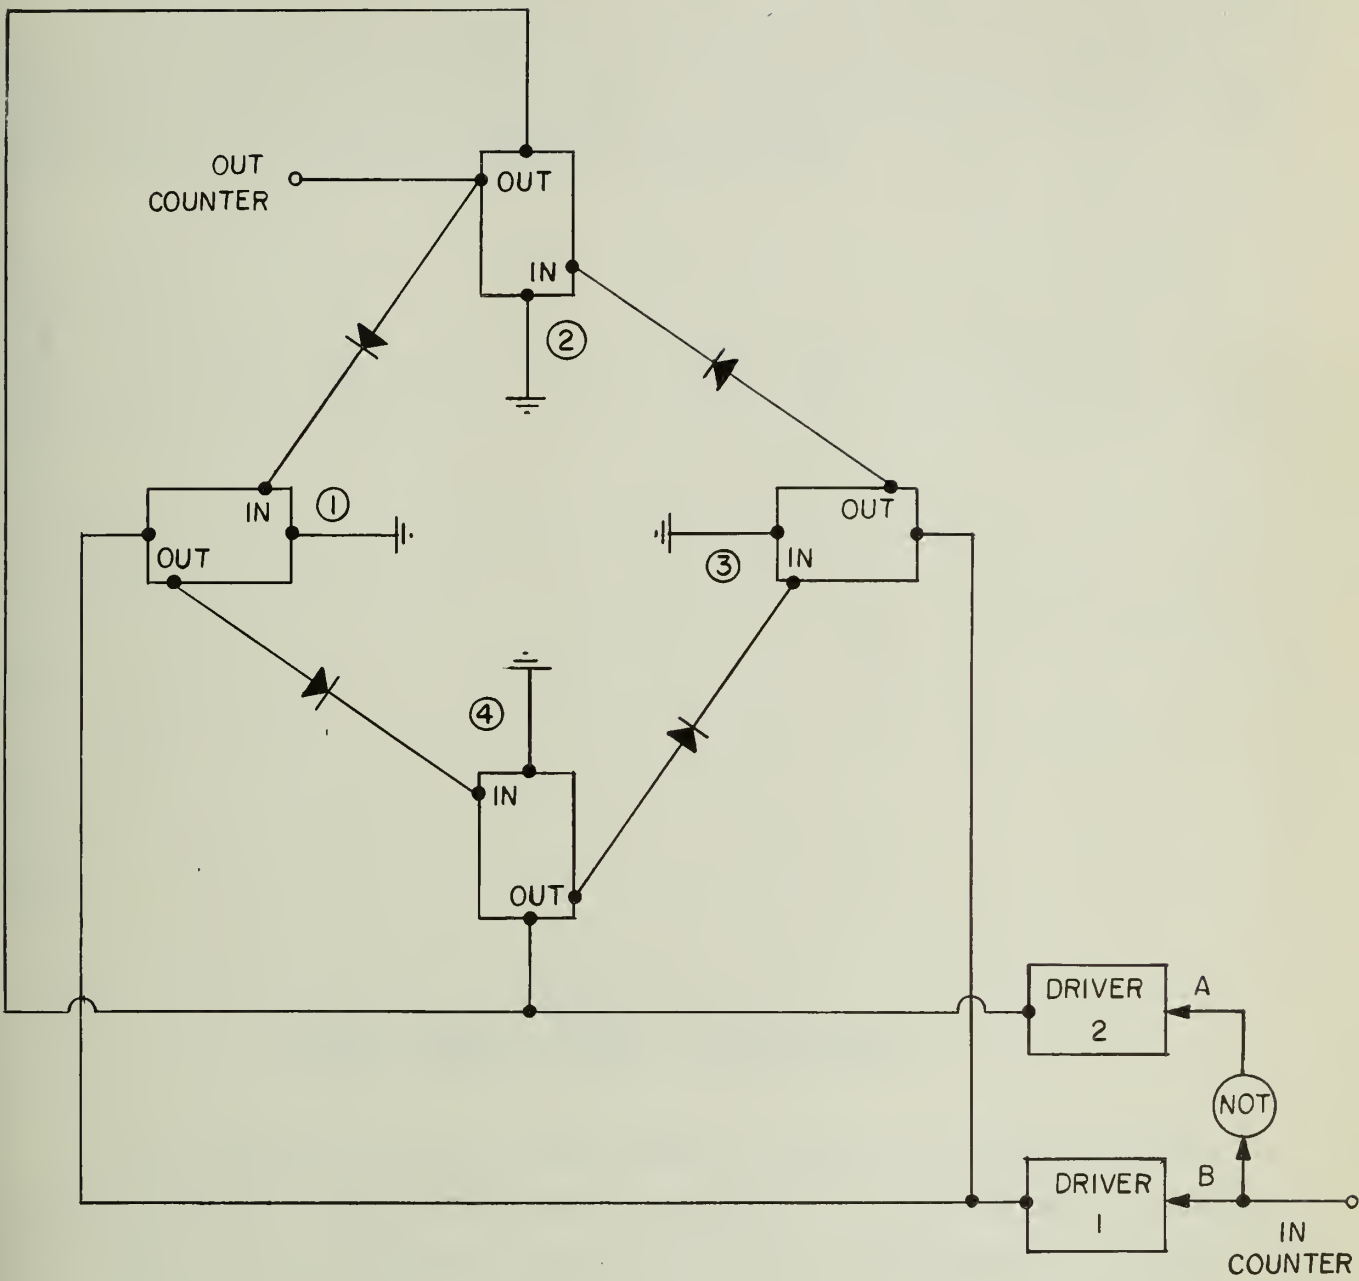 OUT
COUNTER
OUT
IN
②
IN
①
OUT
OUT
③
IN
④
IN
OUT
DRIVER
2
A
NOT
DRIVER
1
B
IN
COUNTER